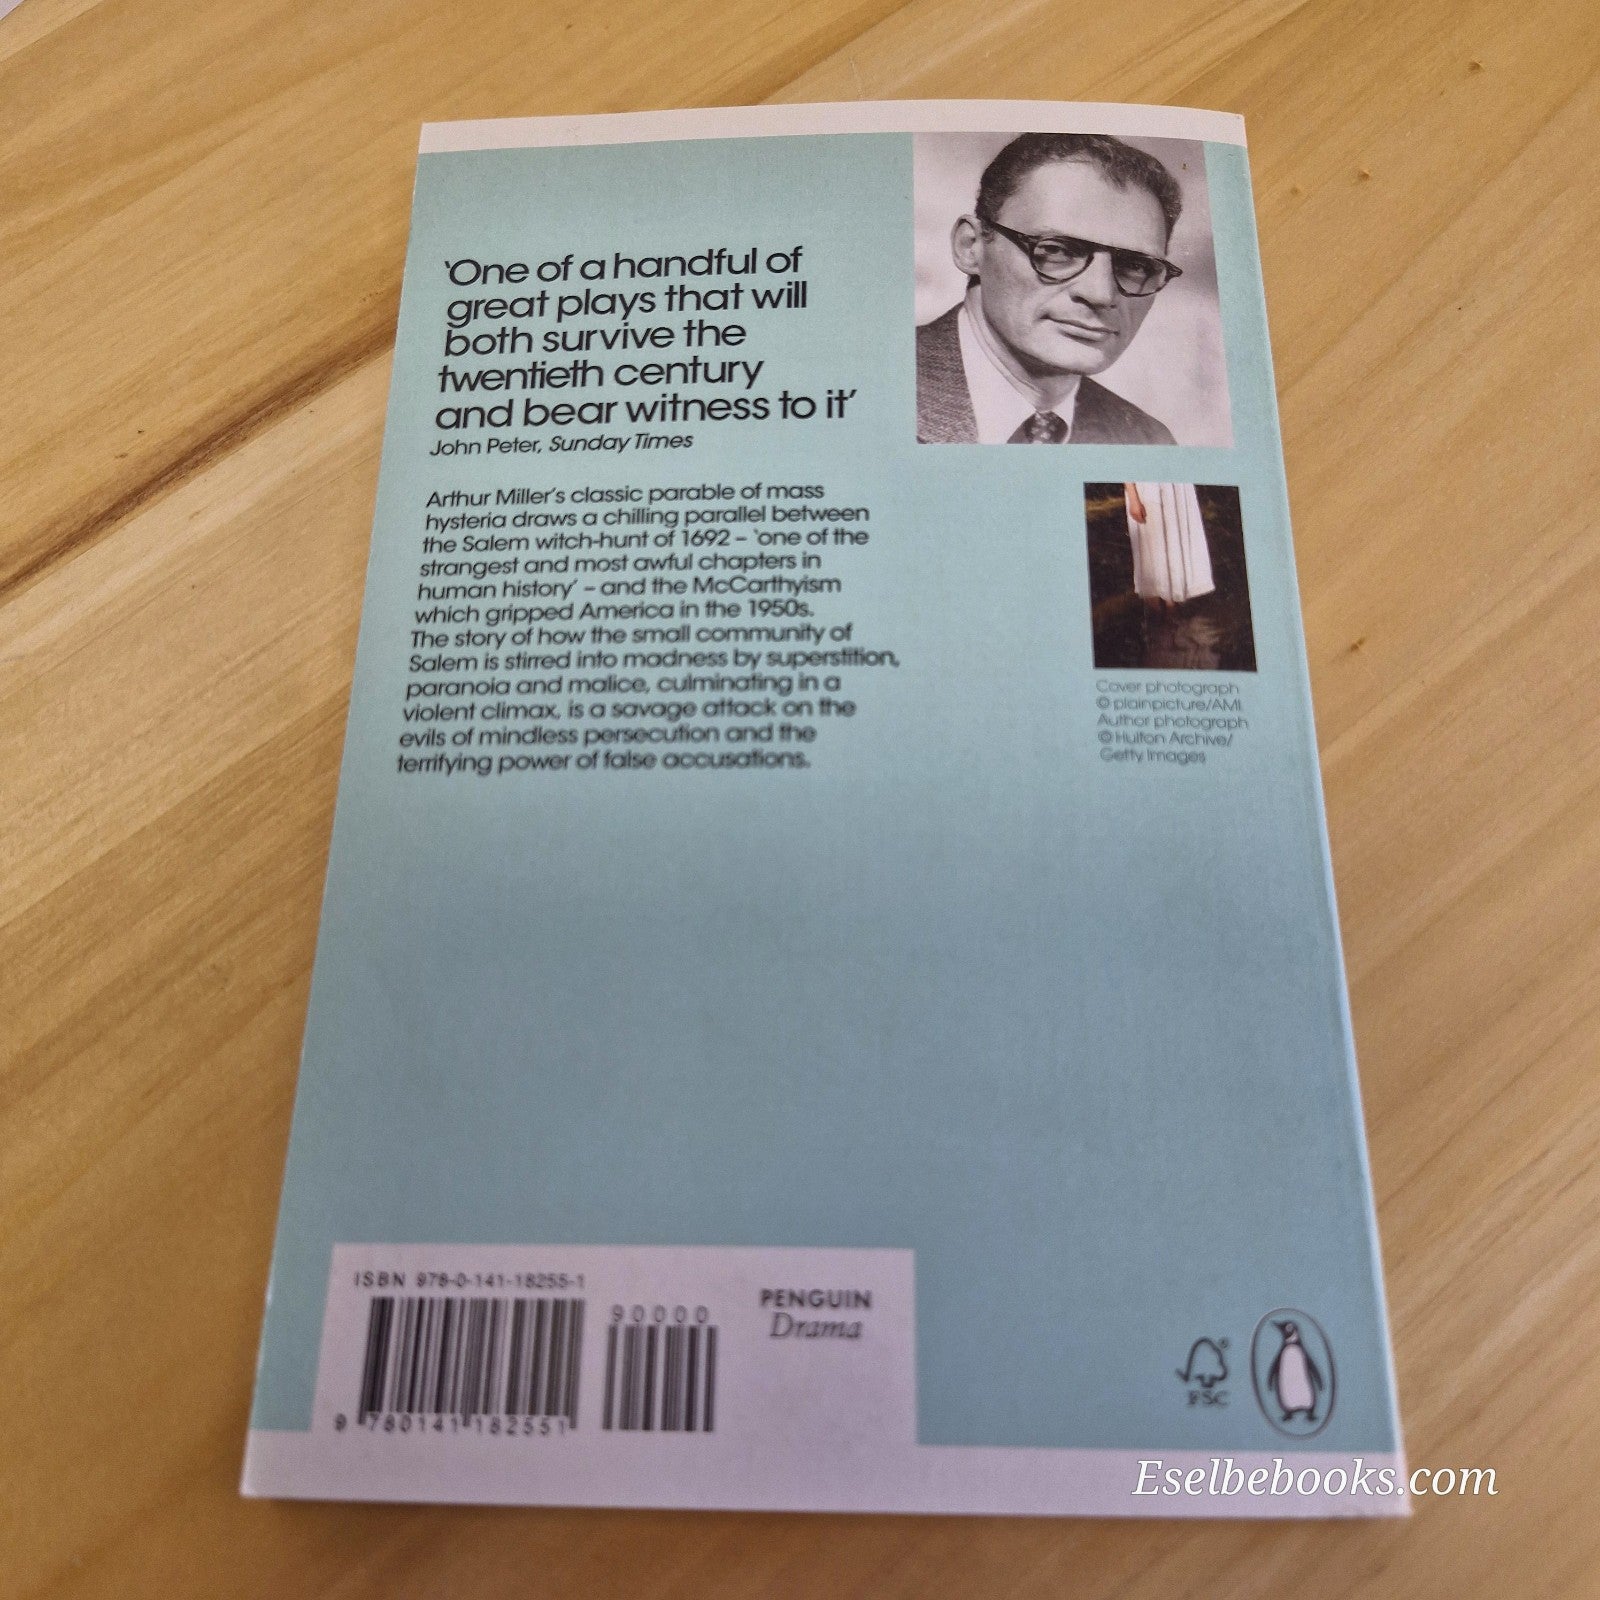 ‘One of a handful of
great plays that will
both survive the
twentieth century
and bear witness to it’
John Peter, Sunday Times
Arthur Miller’s classic parable of mass
hysteria draws a chilling parallel between
the Salem witch-hunt of 1692 – ‘one of the
strangest and most awful chapters in
human history’ – and the McCarthyism
which gripped America in the 1950s.
The story of how the small community of
Salem is stirred into madness by superstition,
paranoia and malice, culminating in a
violent climax, is a savage attack on the
evils of mindless persecution and the
terrifying power of false accusations.
Cover photograph
© plainpicture/AMI
Author photograph
© Hulton Archive/
Getty Images
ISBN 978-0-141-18255-1
90000
9 780141 182551
PENGUIN
Drama
FSC
Eselbebooks.com